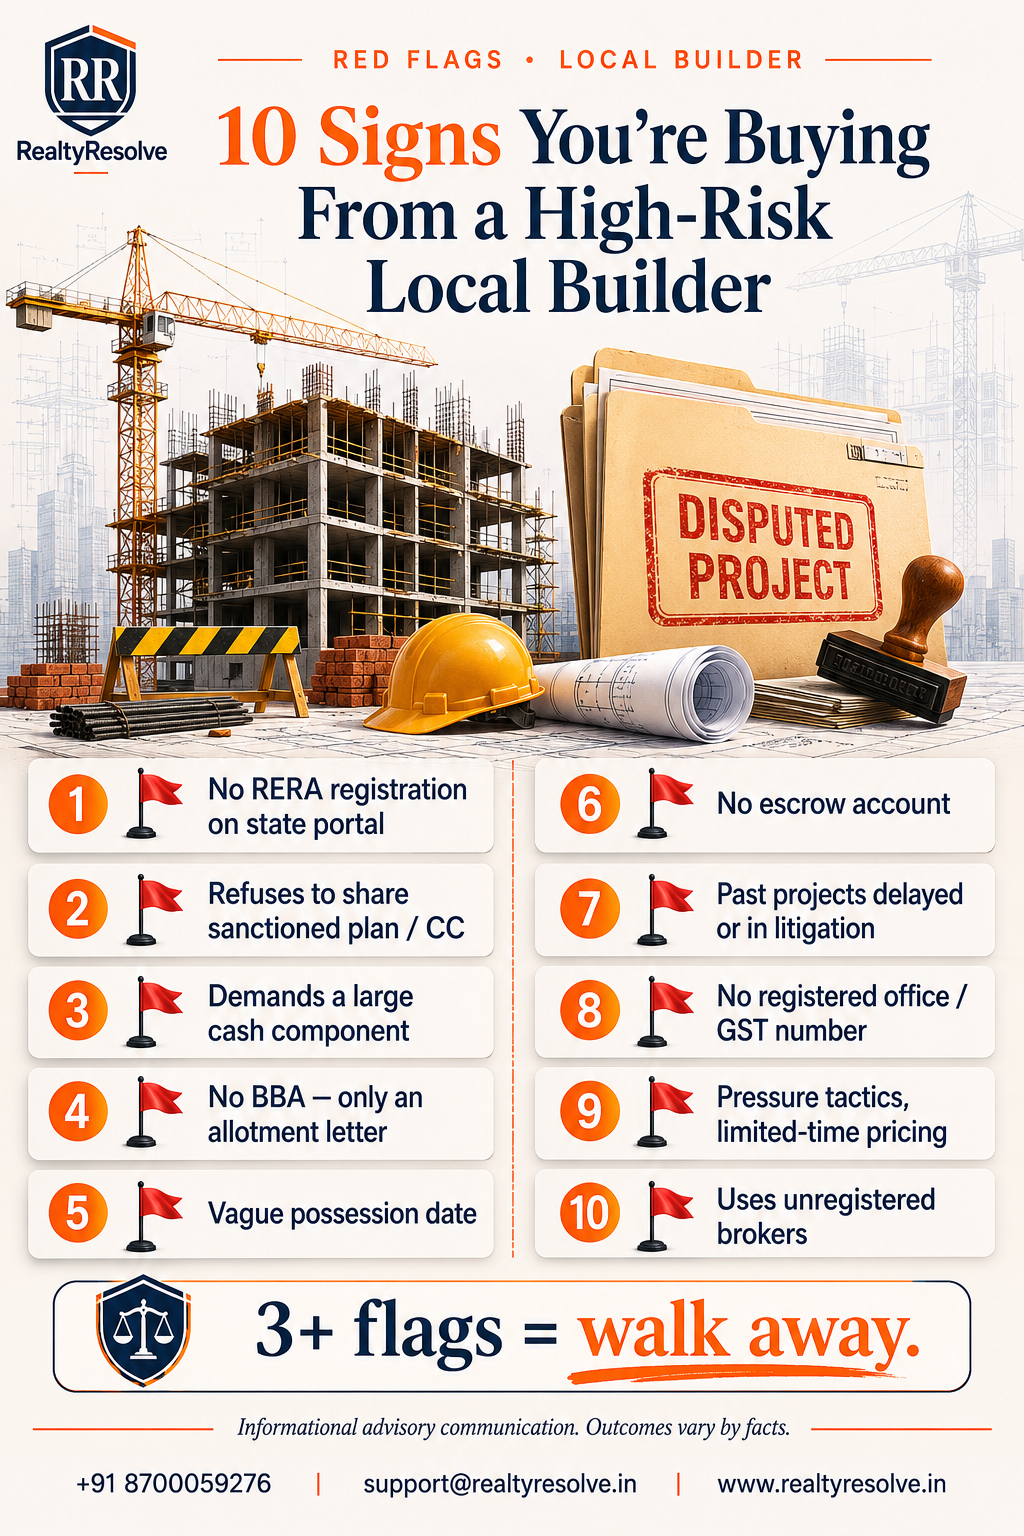 RR
RealtyResolve
RED FLAGS • LOCAL BUILDER
10 Signs You're Buying
From a High-Risk
Local Builder
DISPUTED
PROJECT
1
No RERA registration
on state portal
2
Refuses to share
sanctioned plan / CC
3
Demands a large
cash component
4
No BBA – only an
allotment letter
5
Vague possession date
6
No escrow account
7
Past projects delayed
or in litigation
8
No registered office /
GST number
9
Pressure tactics,
limited-time pricing
10
Uses unregistered
brokers
3+ flags = walk away.
Informational advisory communication. Outcomes vary by facts.
+91 8700059276 | support@realtyresolve.in | www.realtyresolve.in